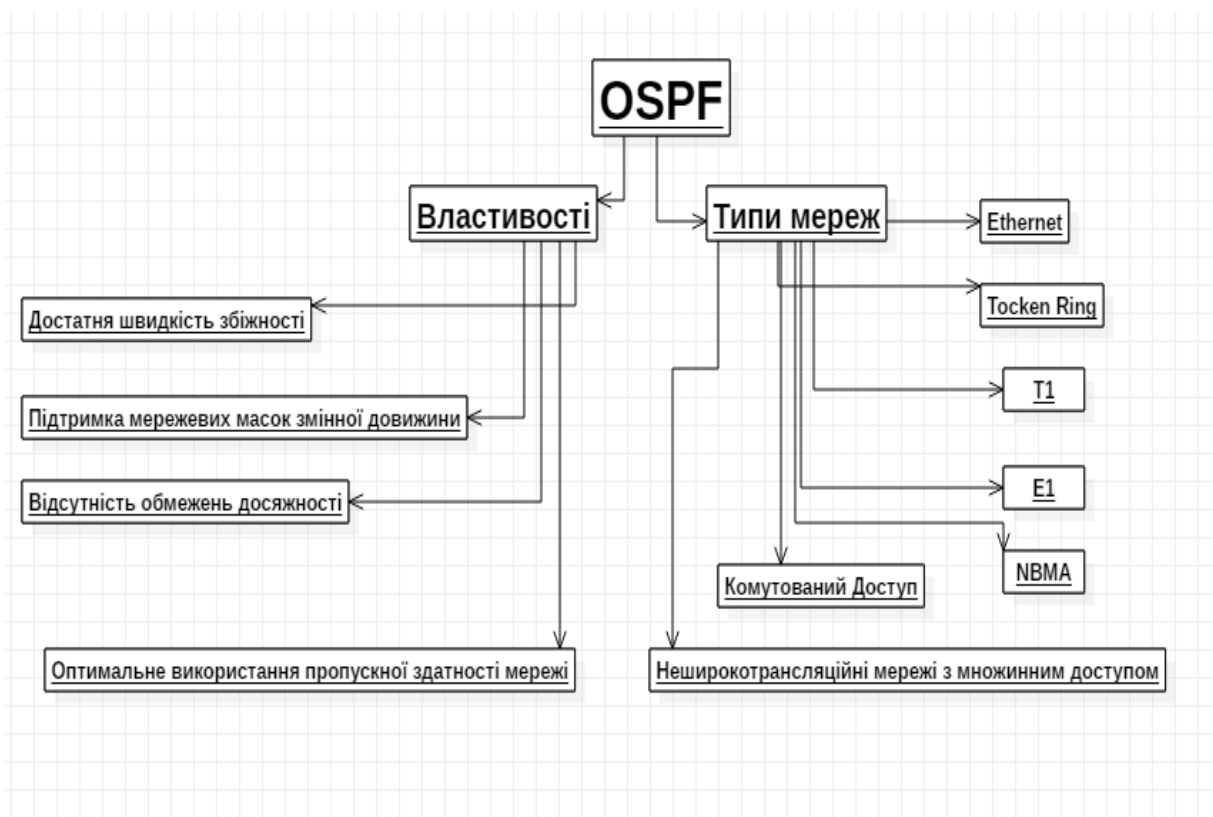 OSPF
Властивості
Типи мереж
Ethernet
Tocken Ring
Достатня швидкість збіжності
T1
Підтримка мережевих масок змінної довижини
E1
Відсутність обмежень досяжності
NBMA
Комутований Доступ
Оптимальне використання пропускної здатності мережі
Неширокотрансляційні мережі з множинним доступом